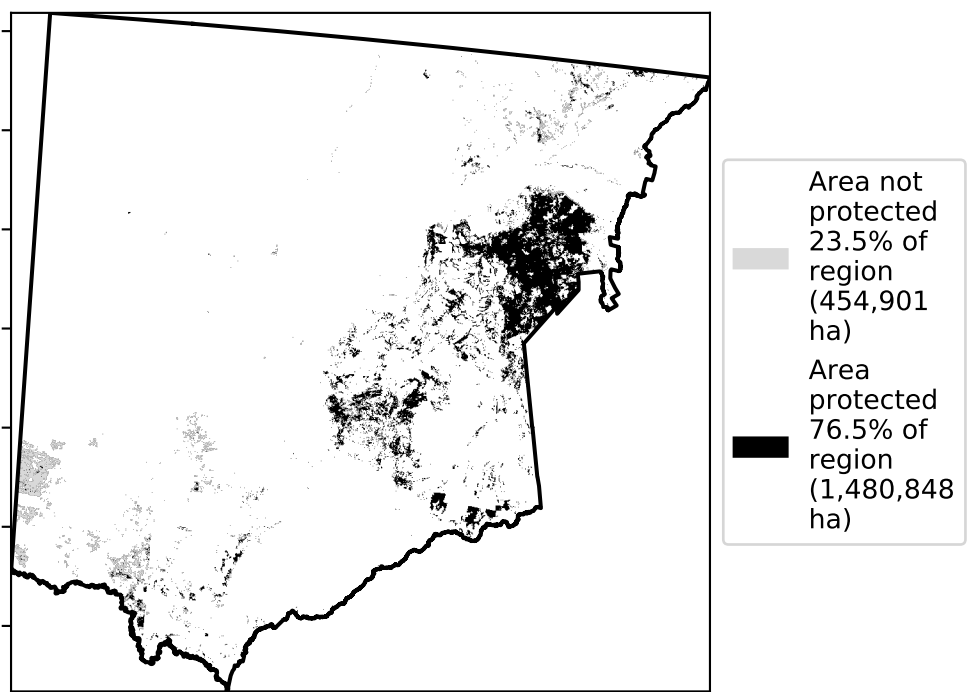 Area not
protected
23.5% of
region
(454,901
ha)
Area
protected
76.5% of
region
(1,480,848
ha)